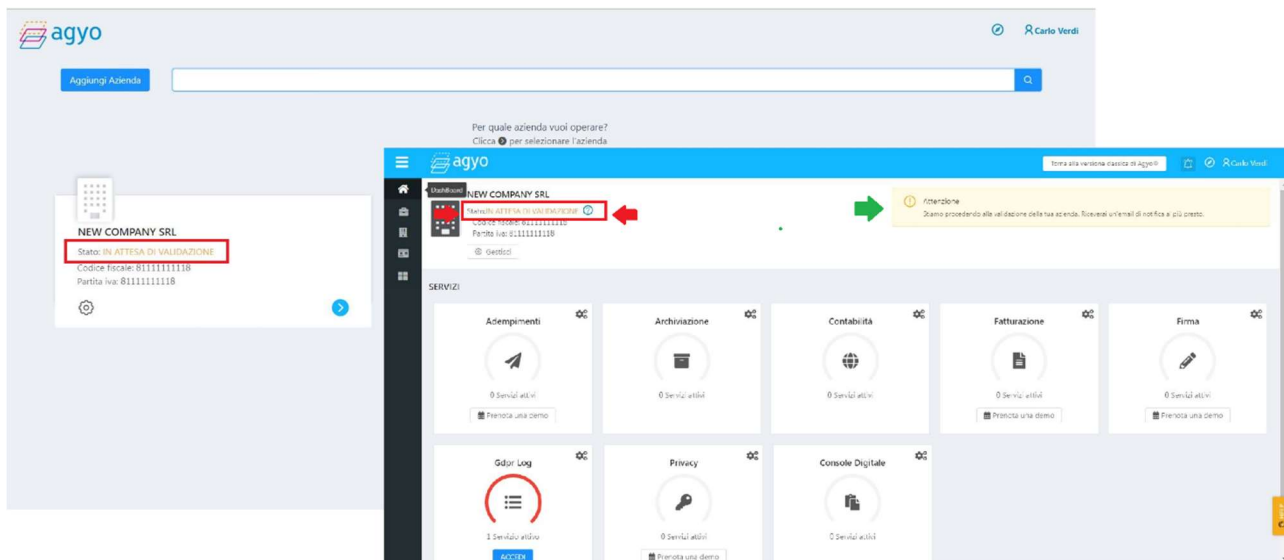 agyo
Carlo Verdi
Aggiungi Azienda
Per quale azienda vuoi operare?
Clicca per selezionare l'azienda
NEW COMPANY SRL
Stato: IN ATTESA DI VALIDAZIONE
Codice fiscale: 81111111118
Partita iva: 81111111118
agyo
Torna alla versione classica di Agyo
Carlo Verdi
DashBoard
NEW COMPANY SRL
Stato: IN ATTESA DI VALIDAZIONE
Codice fiscale: 81111111118
Partita iva: 81111111118
Gestisci
Attenzione
Stiamo procedendo alla validazione della tua azienda. Riceverai un'email di notifica al più presto.
SERVIZI
Adempimenti
0 Servizi attivi
Prenota una demo
Archiviazione
0 Servizi attivi
Contabilità
0 Servizi attivi
Fatturazione
0 Servizi attivi
Prenota una demo
Firma
0 Servizi attivi
Prenota una demo
Gdpr Log
1 Servizio attivo
ACCEDI
Privacy
0 Servizi attivi
Prenota una demo
Console Digitale
0 Servizi attivi